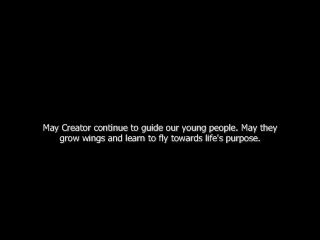 May Creator continue to guide our young people. May they
grow wings and learn to fly towards life's purpose.